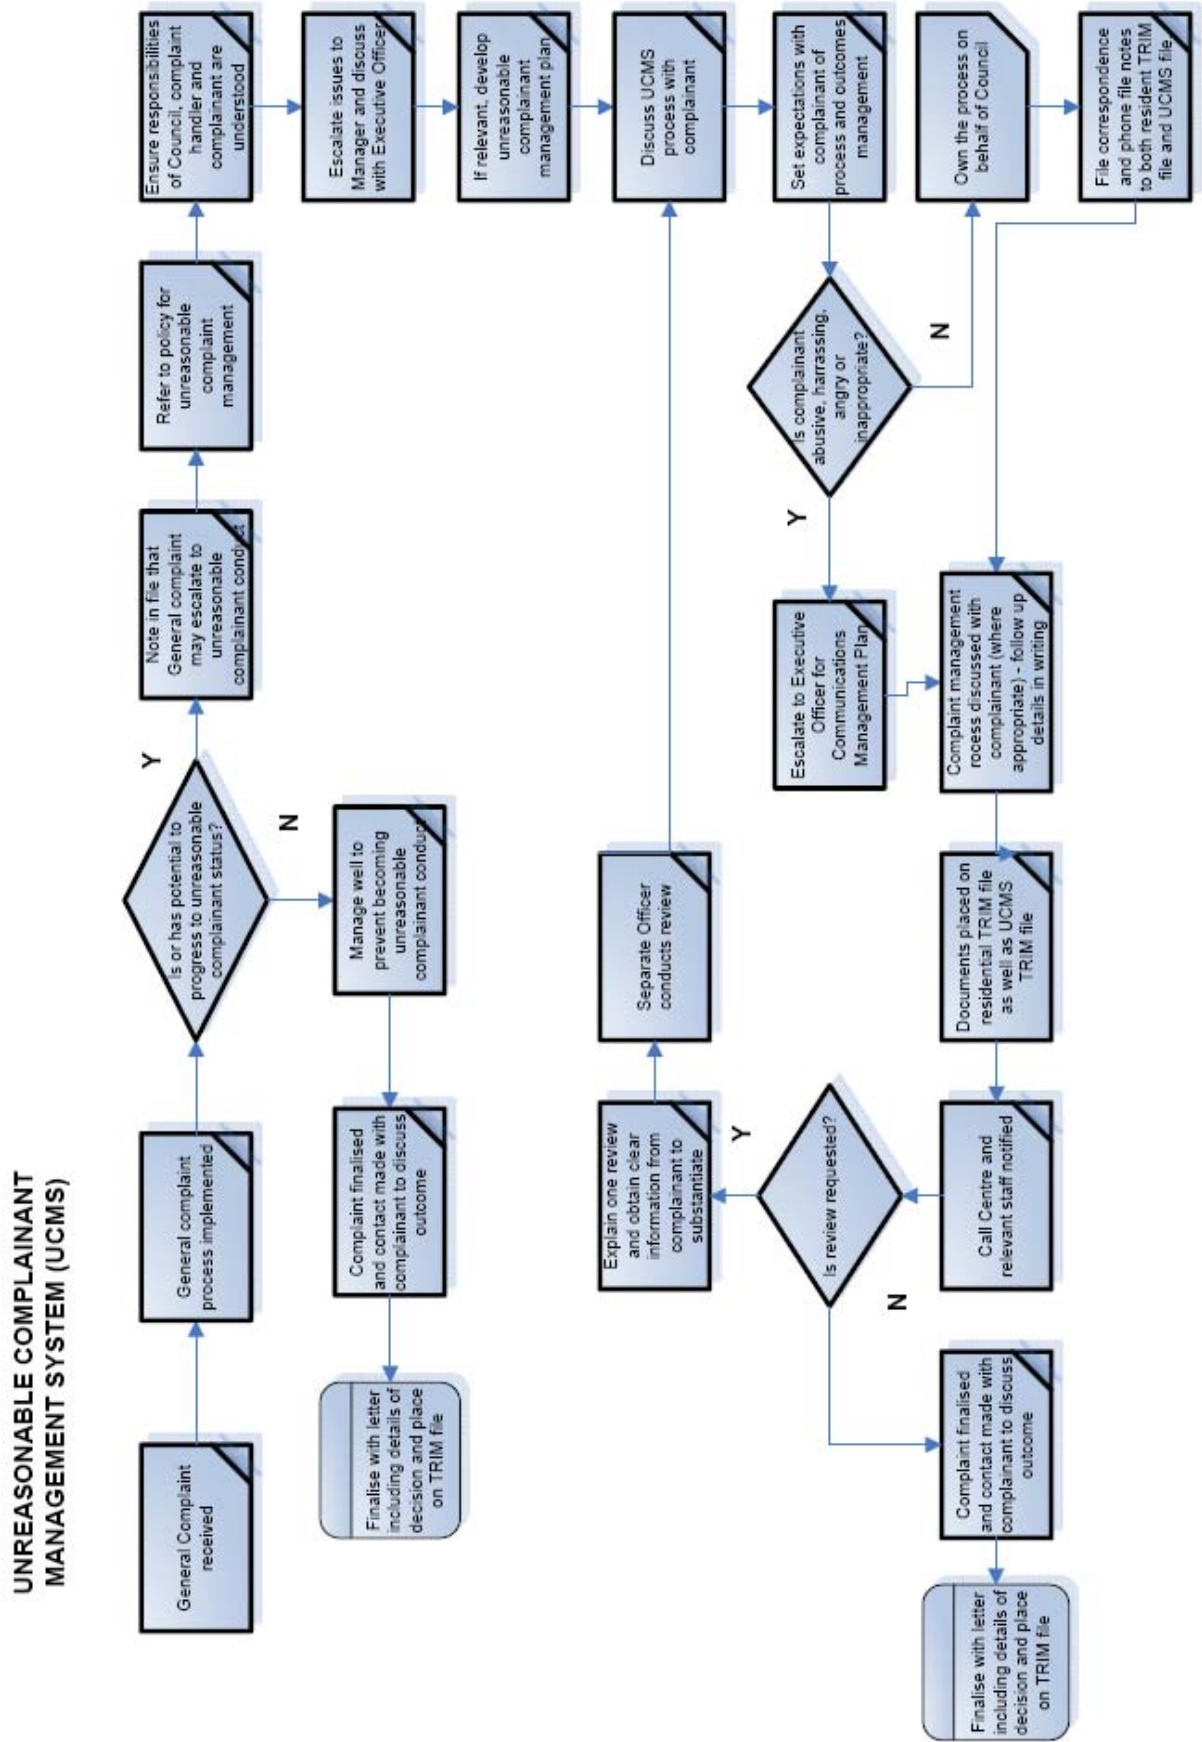 UNREASONABLE COMPLAINANT
MANAGEMENT SYSTEM (UCMS)
General Complaint
received
General complaint
process implemented
Is or has potential to
progress to unreasonable
complainant status?
Y
N
Note in file that
General complaint
may escalate to
unreasonable
complainant conduct
Refer to policy for
unreasonable
complaint
management
Ensure responsibilities
of Council, complaint
handler and
complainant are
understood
Manage well to
prevent becoming
unreasonable
complainant conduct
Complaint finalised
and contact made with
complainant to discuss
outcome
Finalise with letter
including details of
decision and place
on TRIM file
Escalate issues to
Manager and discuss
with Executive Officer
If relevant, develop
unreasonable
complainant
management plan
Discuss UCMS
process with
complainant
Set expectations with
complainant of
process and outcomes
management
Is complainant
abusive, harrassing,
angry or
inappropriate?
Y
N
Own the process on
behalf of Council
File correspondence
and phone file notes
to both resident TRIM
file and UCMS file
Escalate to Executive
Officer for
Communications
Management Plan
Complaint management
rocess discussed with
complainant (where
appropriate) - follow up
details in writing
Documents placed on
residential TRIM file
as well as UCMS
TRIM file
Call Centre and
relevant staff notified
Is review requested?
Y
N
Explain one review
and obtain clear
information from
complainant to
substantiate
Separate Officer
conducts review
Complaint finalised
and contact made with
complainant to discuss
outcome
Finalise with letter
including details of
decision and place
on TRIM file